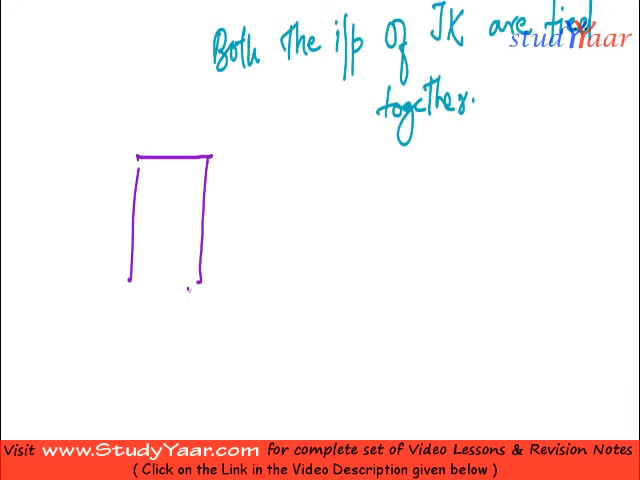 Both the i/p of JK are tied
studYaar
together.
Visit www.StudyYaar.com for complete set of Video Lessons & Revision Notes
( Click on the Link in the Video Description given below )